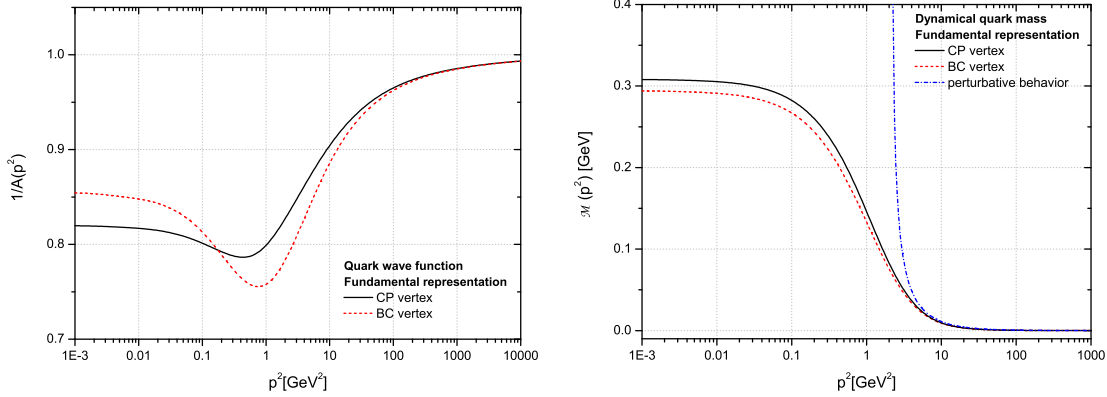 1.0
0.9
0.8
0.7
1/A(p²)
1E-3 0.01 0.1 1 10 100 1000 10000
p²[GeV²]
Quark wave function
Fundamental representation
CP vertex
BC vertex
0.4
0.3
0.2
0.1
0.0
ℳ (p²) [GeV]
1E-3 0.01 0.1 1 10 100 1000
p²[GeV²]
Dynamical quark mass
Fundamental representation
CP vertex
BC vertex
perturbative behavior